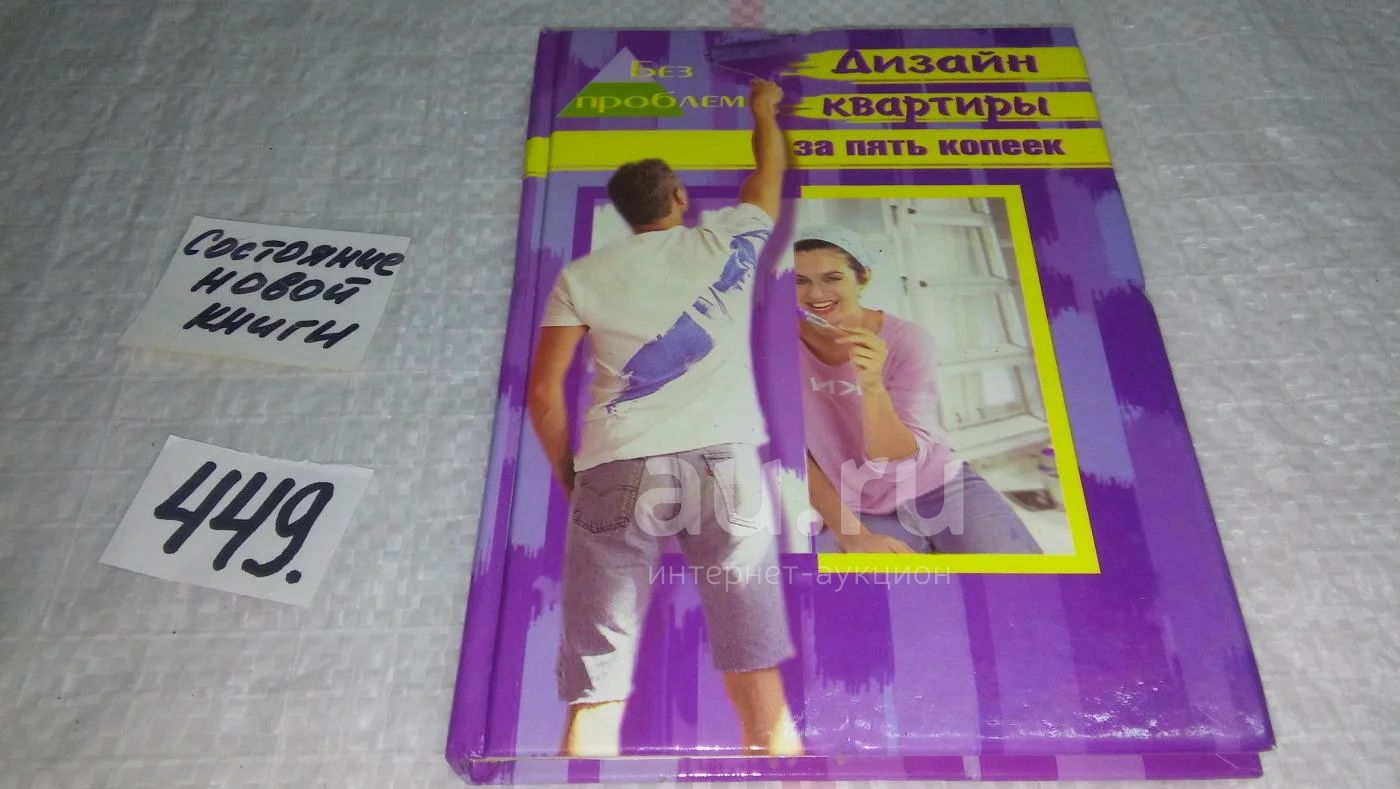 Без
проблем
Дизайн
квартиры
за пять копеек
Состояние
новой
книги
449.
au.ru
интернет-аукцион